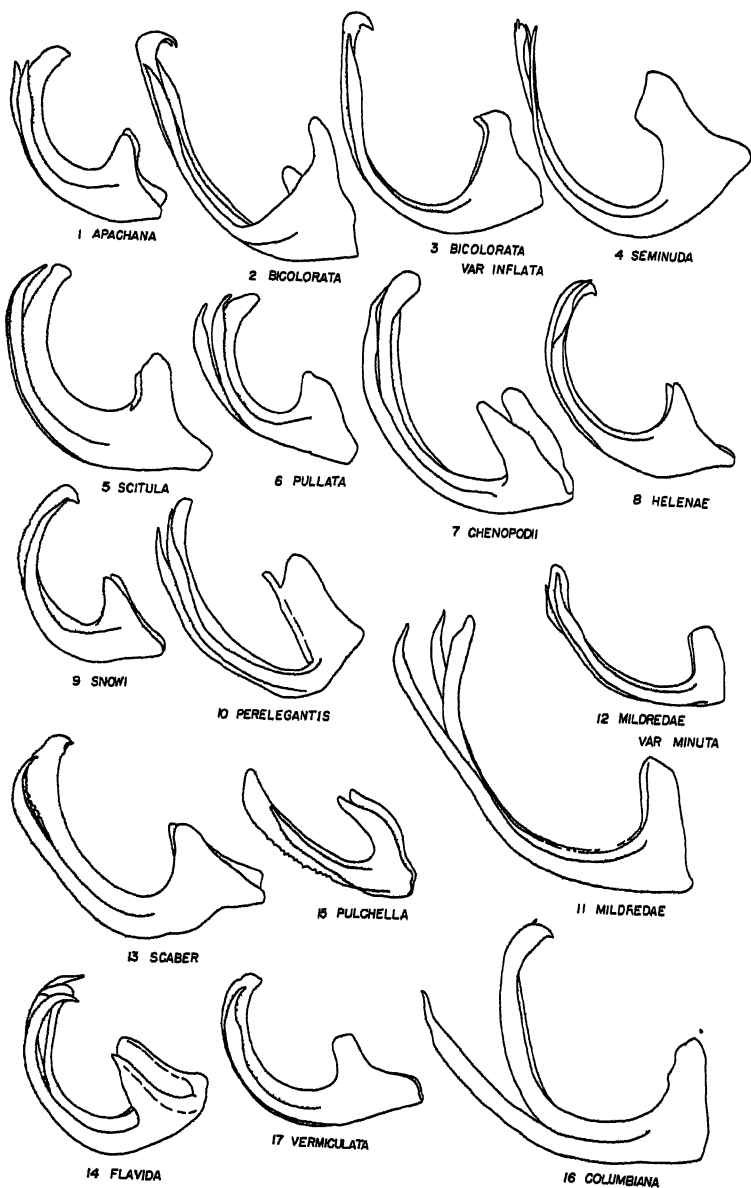 1 APACHANA
2 BICOLORATA
3 BICOLORATA
VAR INFLATA
4 SEMINUDA
5 SCITULA
6 PULLATA
7 CHENOPODII
8 HELENAE
9 SNOWI
10 PERELEGANTIS
12 MILDREDAE
VAR MINUTA
13 SCABER
15 PULCHELLA
11 MILDREDAE
14 FLAVIDA
17 VERMICULATA
16 COLUMBIANA